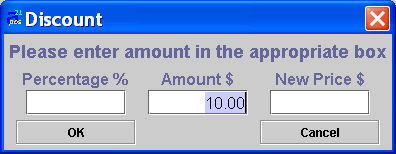 Discount
Please enter amount in the appropriate box
Percentage % Amount $ New Price $
10.00
OK Cancel